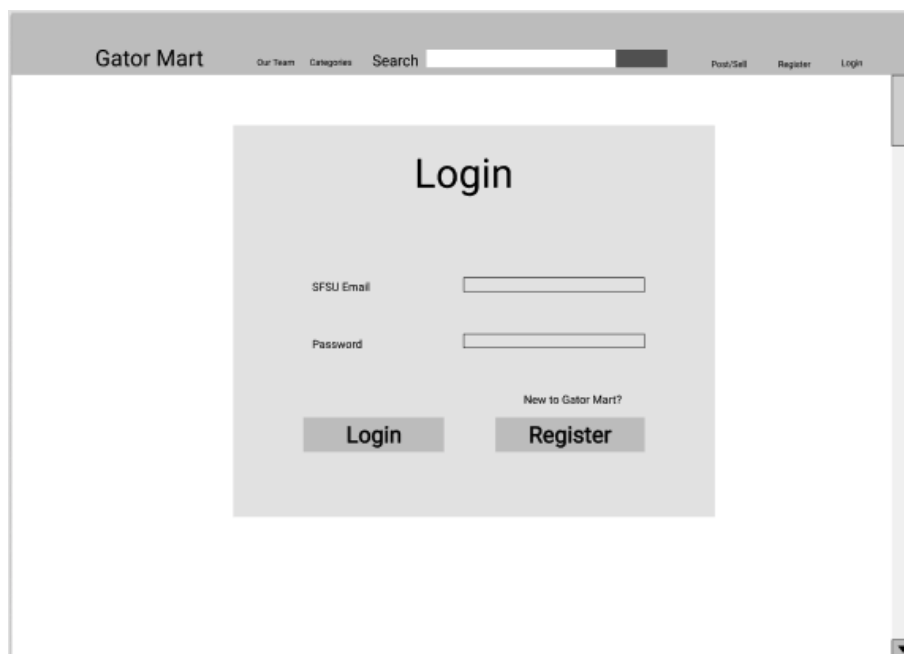 Gator Mart Our Team Categories Search Post/Sell Register Login
Login
SFSU Email
Password
New to Gator Mart?
Login Register